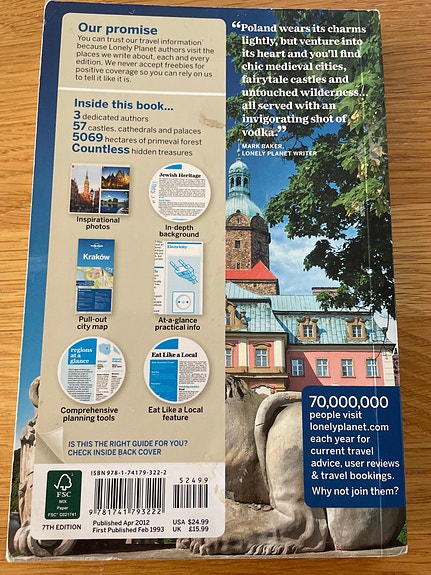 Our promise
You can trust our travel information
because Lonely Planet authors visit the
places we write about, each and every
edition. We never accept freebies for
positive coverage so you can rely on us
to tell it like it is.
Inside this book...
3 dedicated authors
57 castles, cathedrals and palaces
5069 hectares of primeval forest
Countless hidden treasures
Inspirational
photos
Jewish Heritage
In-depth
background
Kraków
Pull-out
city map
Electricity
At-a-glance
practical info
regions at
a glance
Comprehensive
planning tools
Eat Like a Local
Eat Like a Local
feature
IS THIS THE RIGHT GUIDE FOR YOU?
CHECK INSIDE BACK COVER
FSC
MIX
Paper
FSC® C021741
7TH EDITION
ISBN 978-1-74179-322-2
52499
9 781741 793222
Published Apr 2012
First Published Feb 1993
USA $24.99
UK £15.99
“Poland wears its charms
lightly, but venture into
its heart and you'll find
chic medieval cities,
fairytale castles and
untouched wilderness...
all served with an
invigorating shot of
vodka.”
MARK BAKER,
LONELY PLANET WRITER
70,000,000
people visit
lonelyplanet.com
each year for
current travel
advice, user reviews
& travel bookings.
Why not join them?